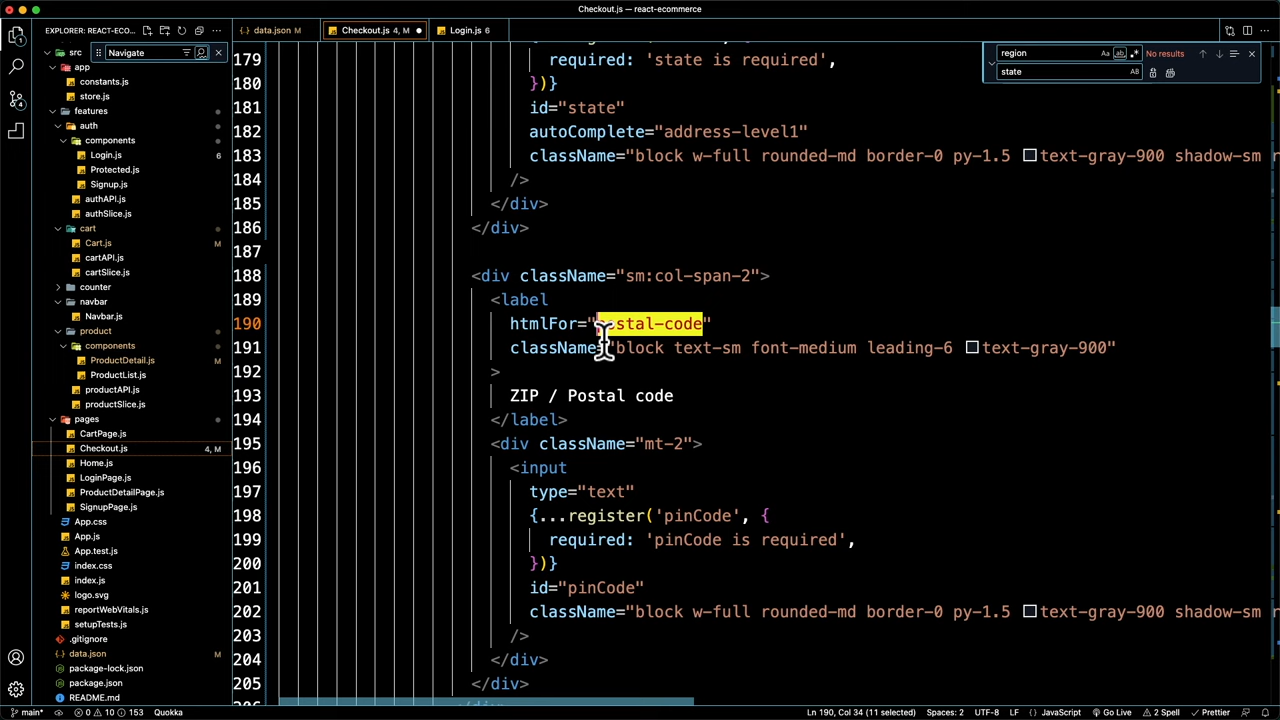 Checkout.js — react-ecommerce
EXPLORER: REACT-ECO...
data.json M
Checkout.js 4, M
Login.js 6
src
Navigate
app
constants.js
store.js
features
auth
components
Login.js 6
Protected.js
Signup.js
authAPI.js
authSlice.js
cart
Cart.js M
cartAPI.js
cartSlice.js
counter
navbar
Navbar.js
product
components
ProductDetail.js
ProductList.js
productAPI.js
productSlice.js
pages
CartPage.js
Checkout.js 4, M
Home.js
LoginPage.js
ProductDetailPage.js
SignupPage.js
App.css
App.js
App.test.js
index.css
index.js
logo.svg
reportWebVitals.js
setupTests.js
.gitignore
data.json M
package-lock.json
package.json
README.md
region Aa ab .* No results
state AB
179 required: 'state is required',
180 })}
181 id="state"
182 autoComplete="address-level1"
183 className="block w-full rounded-md border-0 py-1.5 text-gray-900 shadow-sm
184 />
185 </div>
186 </div>
187
188 <div className="sm:col-span-2">
189 <label
190 htmlFor="postal-code"
191 className="block text-sm font-medium leading-6 text-gray-900"
192 >
193 ZIP / Postal code
194 </label>
195 <div className="mt-2">
196 <input
197 type="text"
198 {...register('pinCode', {
199 required: 'pinCode is required',
200 })}
201 id="pinCode"
202 className="block w-full rounded-md border-0 py-1.5 text-gray-900 shadow-sm
203 />
204 </div>
205 </div>
main* 0 10 153 Quokka Ln 190, Col 34 (11 selected) Spaces: 2 UTF-8 LF {} JavaScript Go Live 2 Spell Prettier